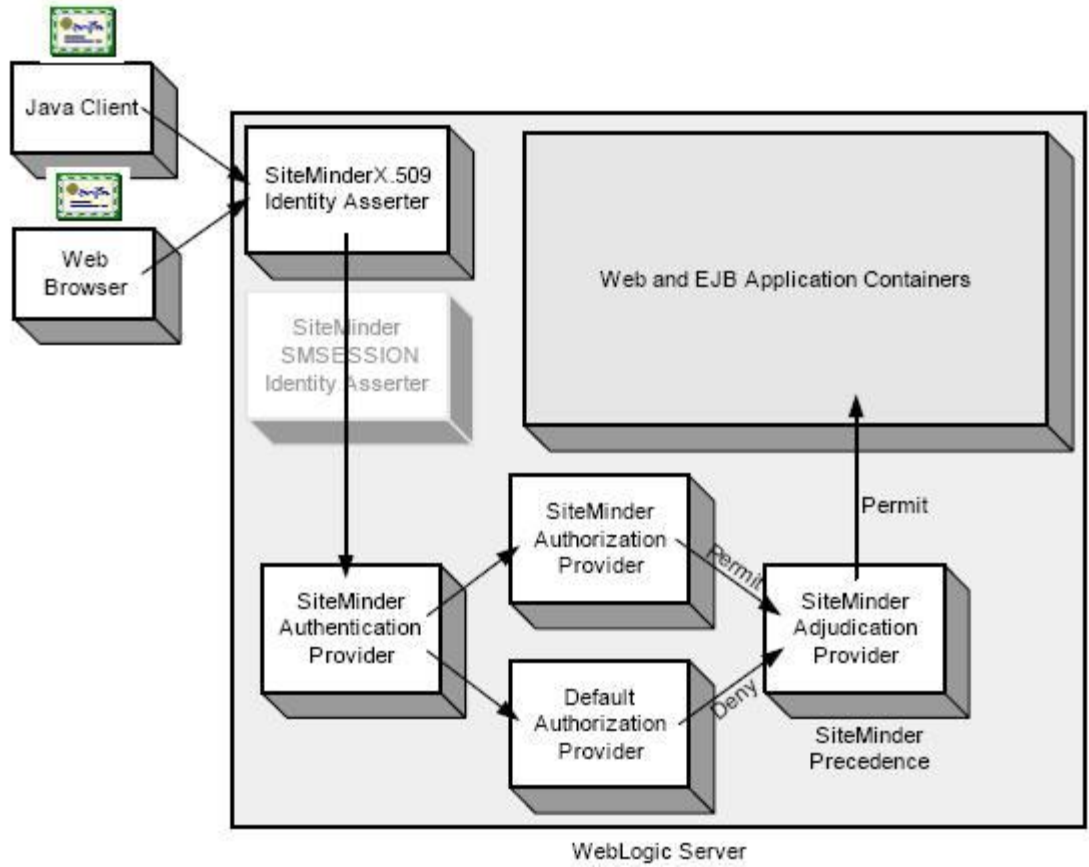 Java Client
Web
Browser
SiteMinderX.509
Identity Asserter
SiteMinder
SMSESSION
Identity Asserter
Web and EJB Application Containers
SiteMinder
Authentication
Provider
SiteMinder
Authorization
Provider
Default
Authorization
Provider
Permit
Deny
SiteMinder
Adjudication
Provider
SiteMinder
Precedence
Permit
WebLogic Server